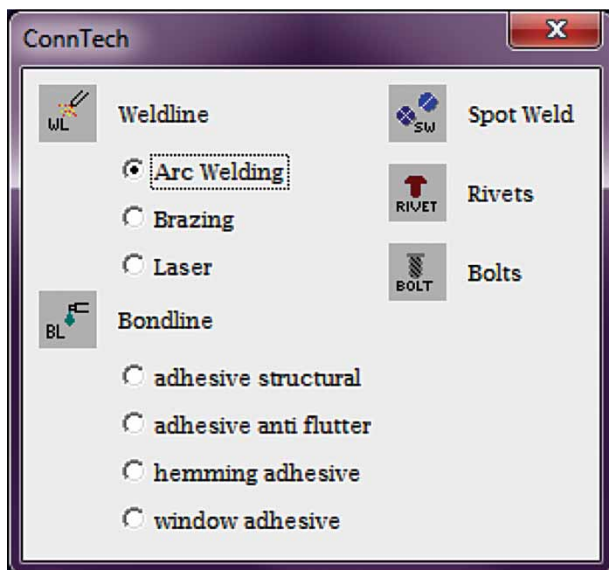 ConnTech
X
WL
Weldline
Arc Welding
Brazing
Laser
BL
Bondline
adhesive structural
adhesive anti flutter
hemming adhesive
window adhesive
SW
Spot Weld
RIVET
Rivets
BOLT
Bolts